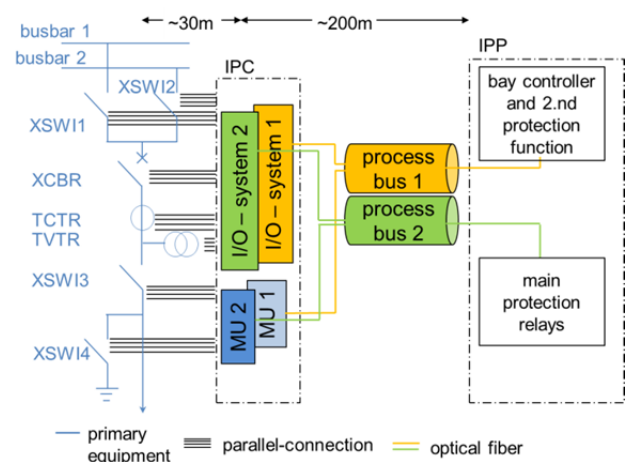 ~30m
~200m
busbar 1
busbar 2
IPC
IPP
XSWI2
XSWI1
XCBR
TCTR
TVTR
XSWI3
XSWI4
I/O – system 2
I/O – system 1
MU 2
MU 1
process
bus 1
process
bus 2
bay controller
and 2.nd
protection
function
main
protection
relays
primary
equipment
parallel-connection
optical fiber